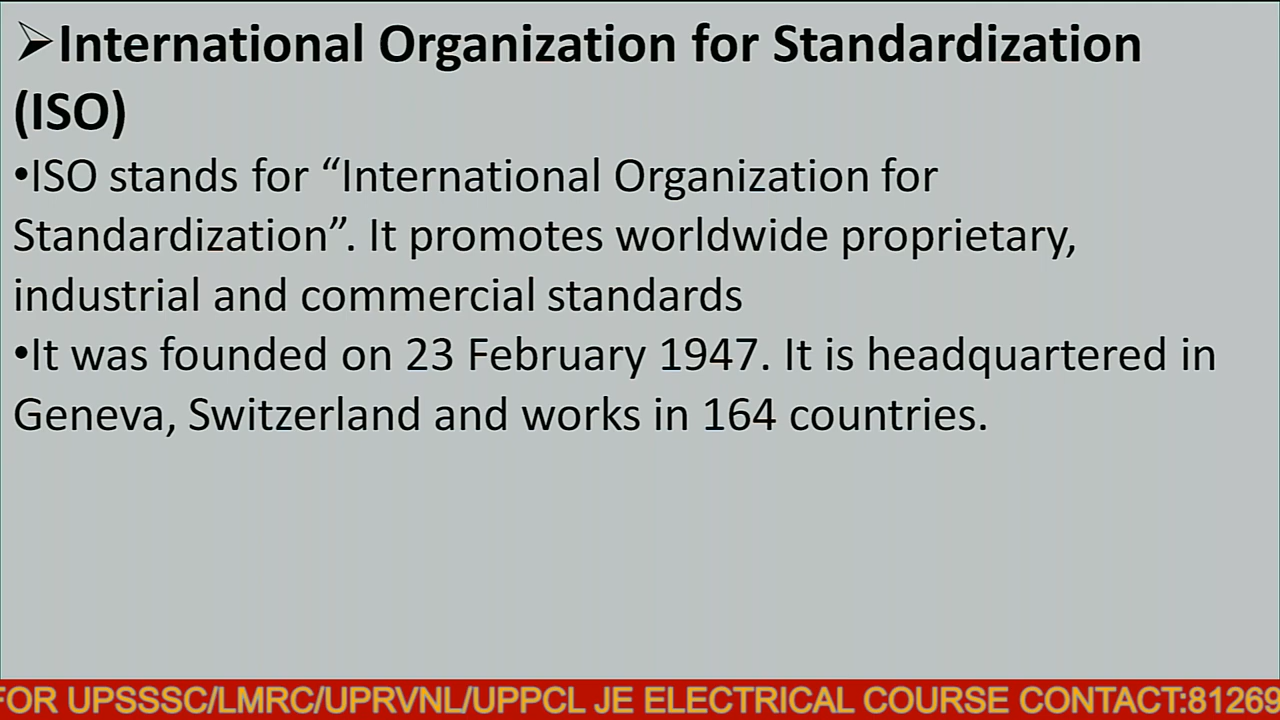 ➢International Organization for Standardization
(ISO)
•ISO stands for “International Organization for
Standardization”. It promotes worldwide proprietary,
industrial and commercial standards
•It was founded on 23 February 1947. It is headquartered in
Geneva, Switzerland and works in 164 countries.
FOR UPSSSC/LMRC/UPRVNL/UPPCL JE ELECTRICAL COURSE CONTACT:81269